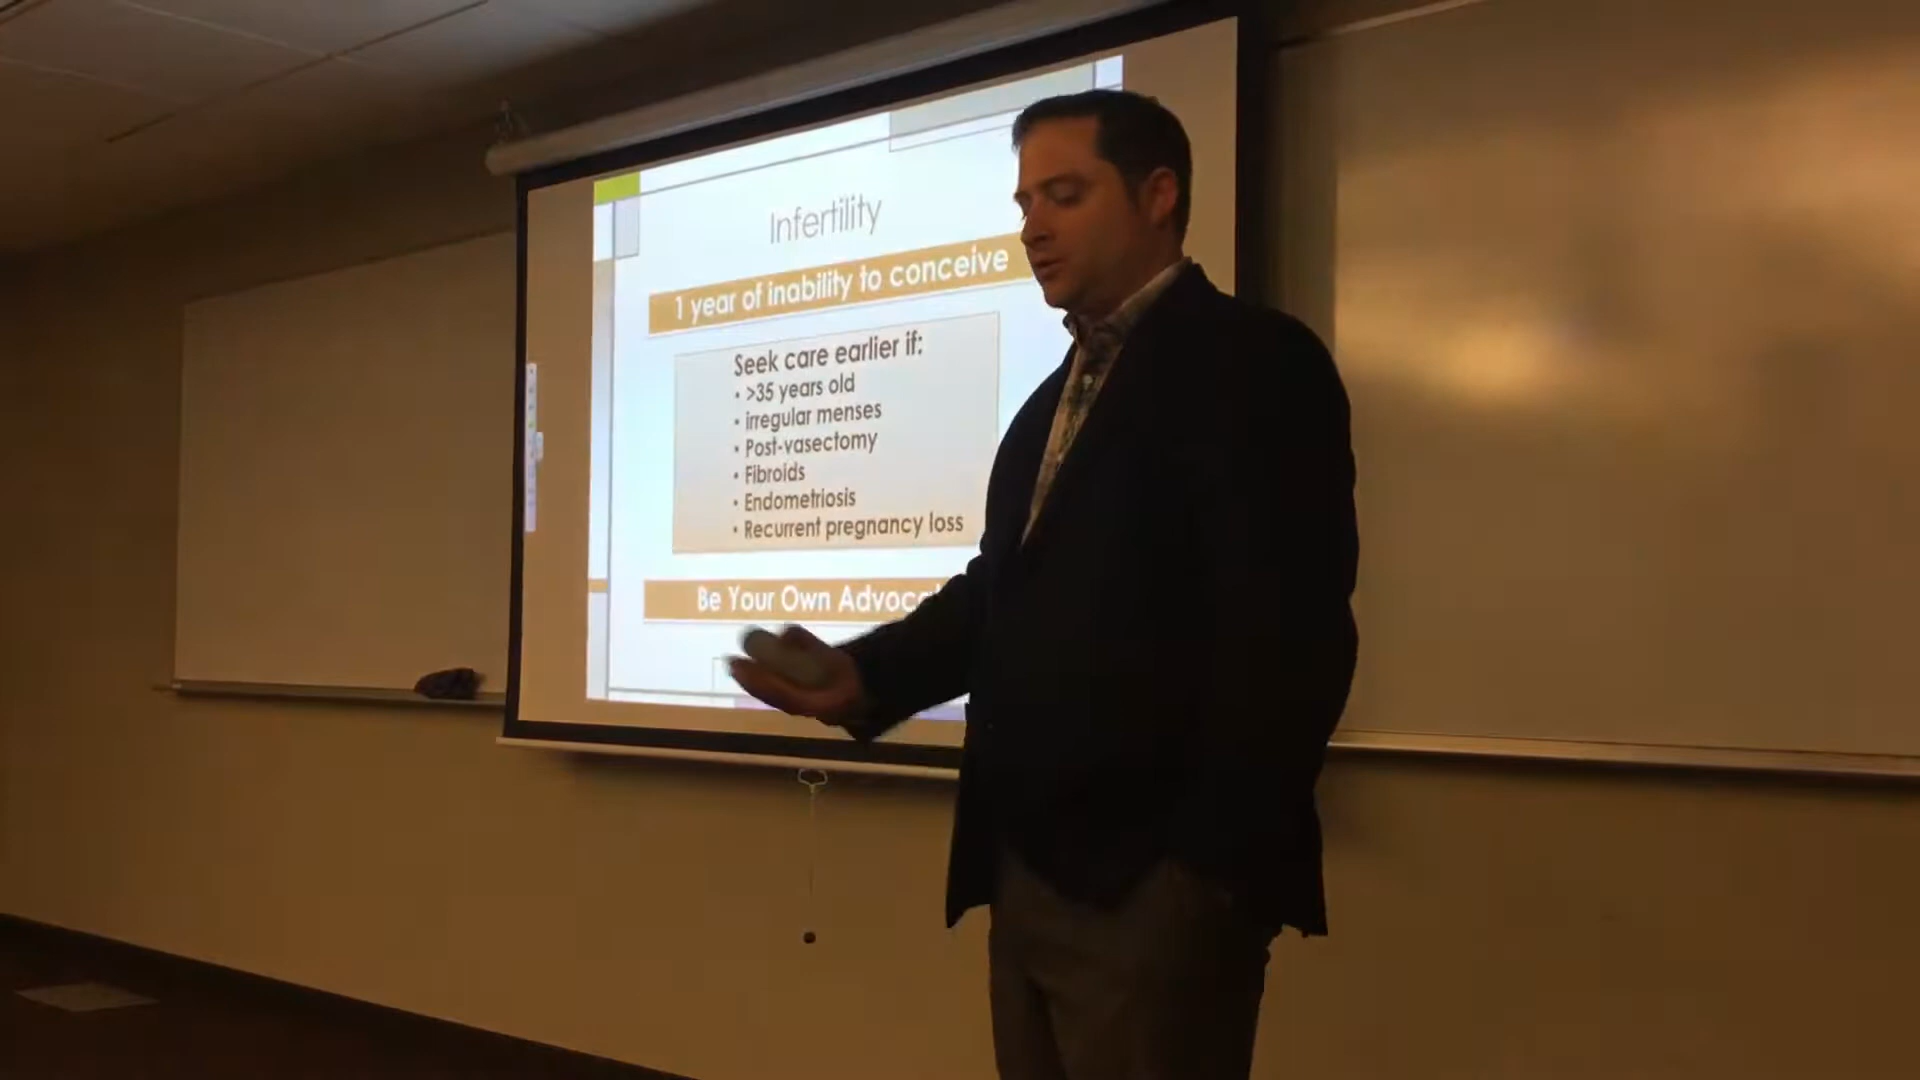 Infertility
1 year of inability to conceive
Seek care earlier if:
• >35 years old
• irregular menses
• Post-vasectomy
• Fibroids
• Endometriosis
• Recurrent pregnancy loss
Be Your Own